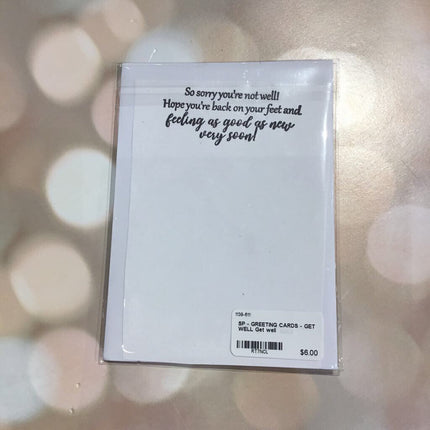 So sorry you're not well!
Hope you're back on your feet and
feeling as good as new
very soon!
SP - GREETING CARDS - GET
WELL Get well
$6.00